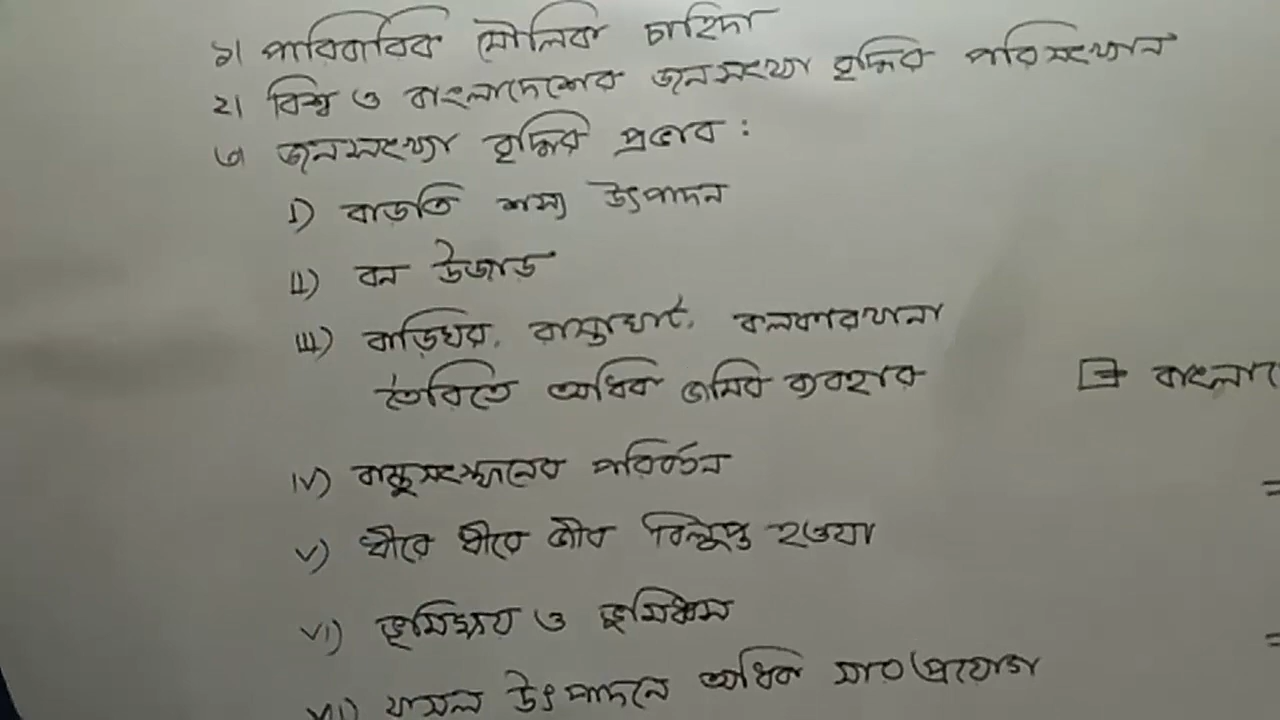 ১। পারিবারিক মৌলিক চাহিদা
২। বিশ্ব ও বাংলাদেশের জনসংখ্যা বৃদ্ধির পরিসংখ্যান
৩। জনসংখ্যা বৃদ্ধির প্রভাব :
I) বাড়তি শস্য উৎপাদন
II) বন উজাড়
III) বাড়িঘর, রাস্তাঘাট, কলকারখানা
তৈরিতে অধিক জমির ব্যবহার
বাংলাদে
IV) বাস্তুসংস্থানের পরিবর্তন
V) ধীরে ধীরে জীব বিলুপ্ত হওয়া
VI) ভূমিক্ষয় ও ভূমিধ্বস
VII) ফসল উৎপাদনে অধিক সার প্রয়োগ